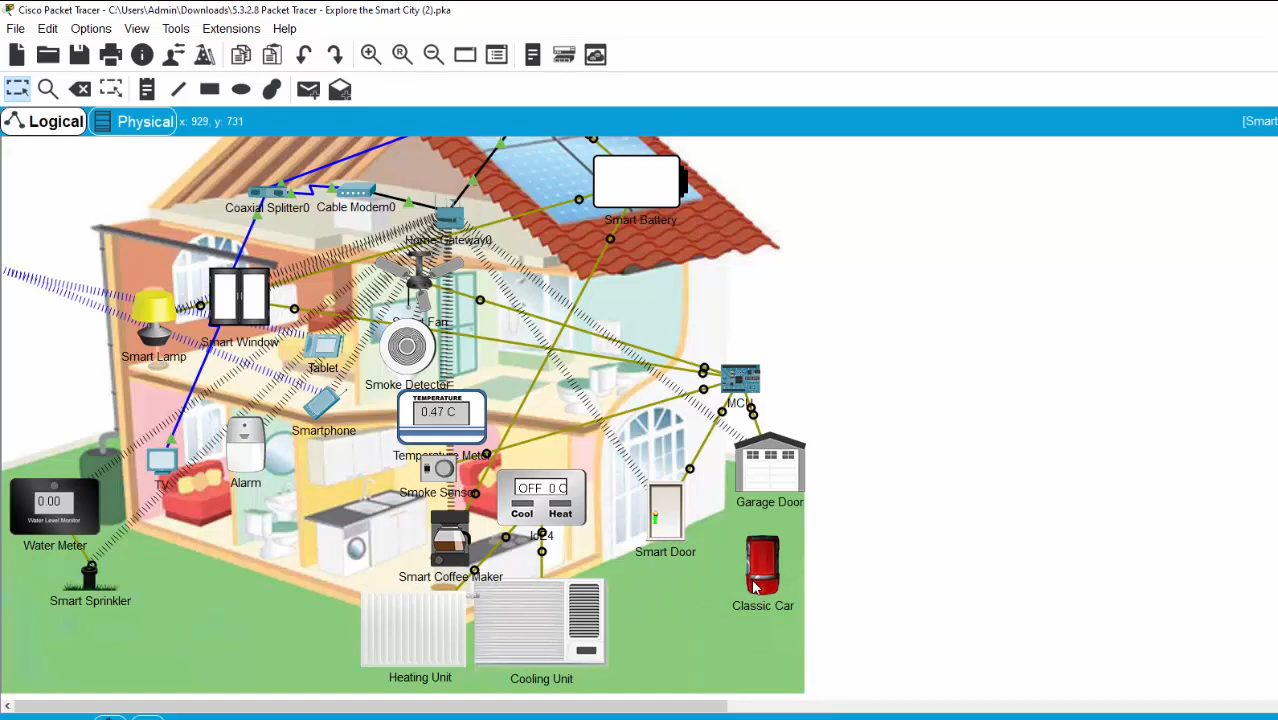 Cisco Packet Tracer - C:\Users\Admin\Downloads\5.3.2.8 Packet Tracer - Explore the Smart City (2).pka
File Edit Options View Tools Extensions Help
Logical Physical x: 929, y: 731 [Smart
Smart Battery
Coaxial Splitter0 Cable Modem0
Home Gateway0
Smart Fan
Smart Lamp Smart Window
Tablet
Smoke Detector
MCU
TEMPERATURE
0.47 C
Smartphone
Temperature Meter
TV Alarm
Smoke Sensor
OFF 0 C
Cool Heat
IoE4
Garage Door
0.00
Water Level Monitor
Water Meter
Smart Door
Smart Coffee Maker
Smart Sprinkler
Classic Car
Heating Unit Cooling Unit